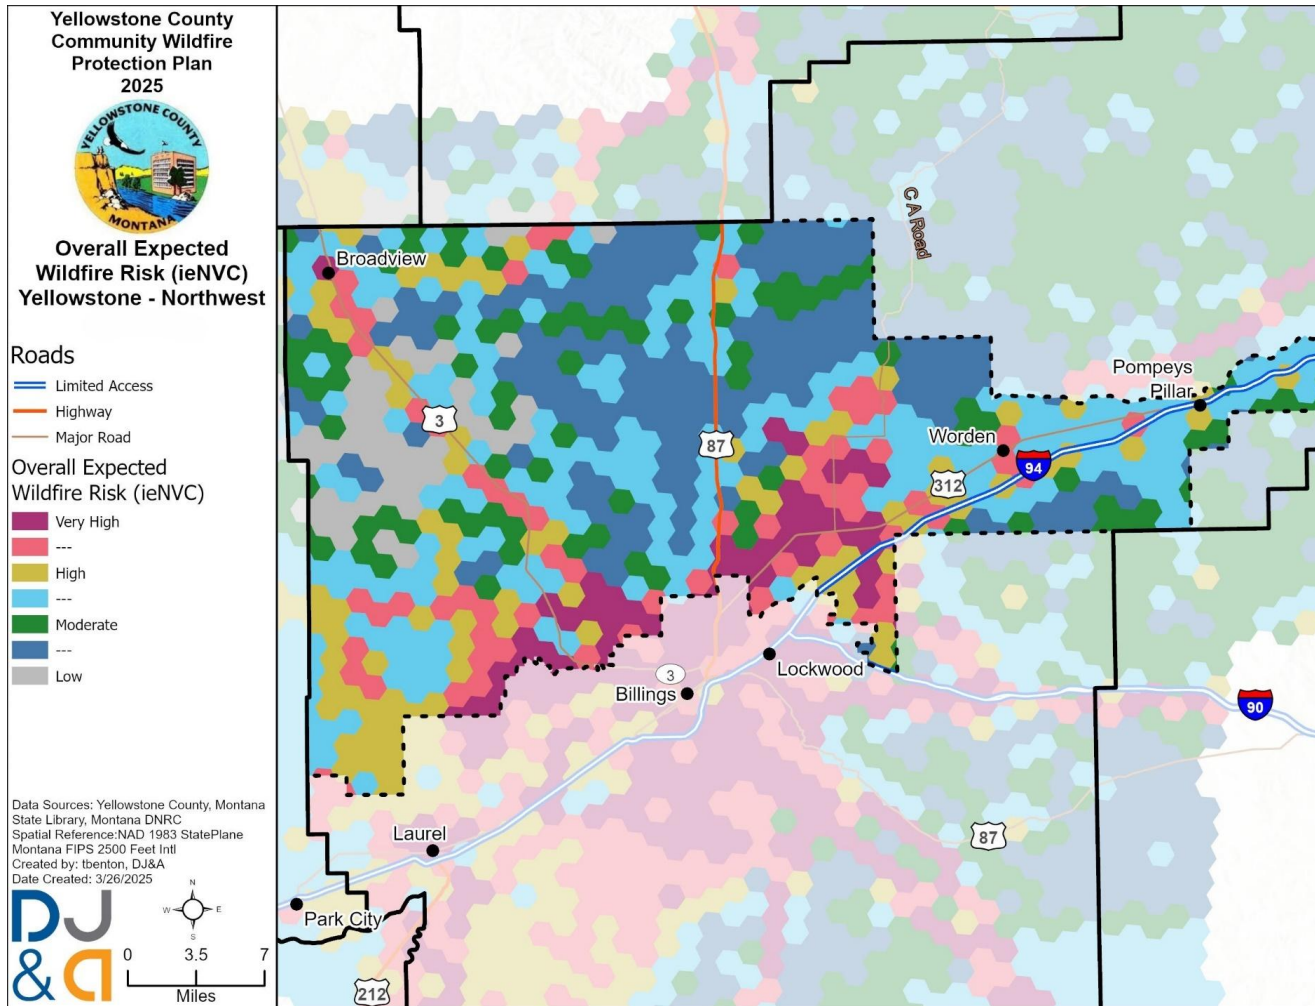 Yellowstone County
Community Wildfire
Protection Plan
2025
YELLOWSTONE COUNTY
MONTANA
Overall Expected
Wildfire Risk (ieNVC)
Yellowstone - Northwest
Roads
Limited Access
Highway
Major Road
Overall Expected
Wildfire Risk (ieNVC)
Very High
---
High
---
Moderate
---
Low
Data Sources: Yellowstone County, Montana
State Library, Montana DNRC
Spatial Reference:NAD 1983 StatePlane
Montana FIPS 2500 Feet Intl
Created by: tbenton, DJ&A
Date Created: 3/26/2025
DJ
&a
N
W E
S
0 3.5 7
Miles
C A Road
Broadview
Pompeys
Pillar
3
87
Worden
94
312
Lockwood
3
Billings
90
87
Laurel
Park City
212